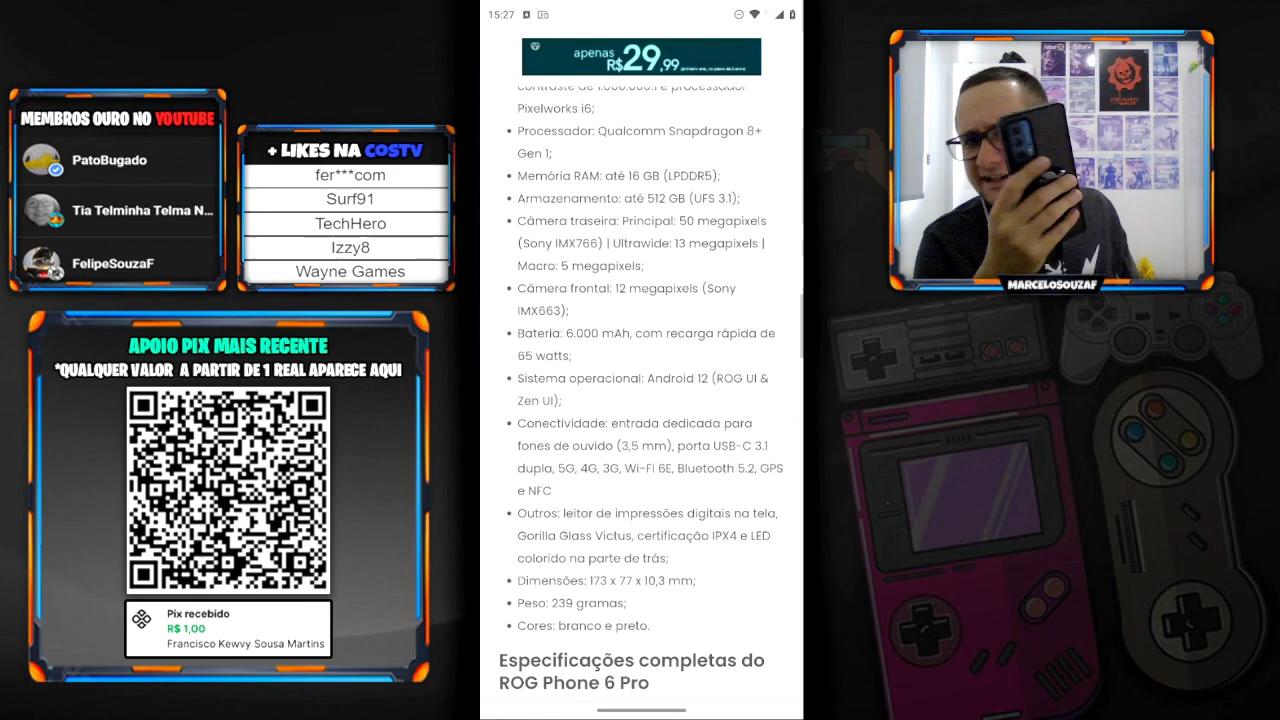 MEMBROS OURO NO YOUTUBE
PatoBugado
Tia Telminha Telma N...
FelipeSouzaF
+ LIKES NA COSTV
fer***com
Surf91
TechHero
Izzy8
Wayne Games
APOIO PIX MAIS RECENTE
*QUALQUER VALOR A PARTIR DE 1 REAL APARECE AQUI
Pix recebido
R$ 1,00
Francisco Kewvy Sousa Martins
15:27
apenas
R$29,99
contraste de 1.000.000:1 e processador
Pixelworks i6;
• Processador: Qualcomm Snapdragon 8+
Gen 1;
• Memória RAM: até 16 GB (LPDDR5);
• Armazenamento: até 512 GB (UFS 3.1);
• Câmera traseira: Principal: 50 megapixels
(Sony IMX766) | Ultrawide: 13 megapixels |
Macro: 5 megapixels;
• Câmera frontal: 12 megapixels (Sony
IMX663);
• Bateria: 6.000 mAh, com recarga rápida de
65 watts;
• Sistema operacional: Android 12 (ROG UI &
Zen UI);
• Conectividade: entrada dedicada para
fones de ouvido (3,5 mm), porta USB-C 3.1
dupla, 5G, 4G, 3G, Wi-Fi 6E, Bluetooth 5.2, GPS
e NFC
• Outros: leitor de impressões digitais na tela,
Gorilla Glass Victus, certificação IPX4 e LED
colorido na parte de trás;
• Dimensões: 173 x 77 x 10,3 mm;
• Peso: 239 gramas;
• Cores: branco e preto.
Especificações completas do
ROG Phone 6 Pro
MARCELOSOUZAF